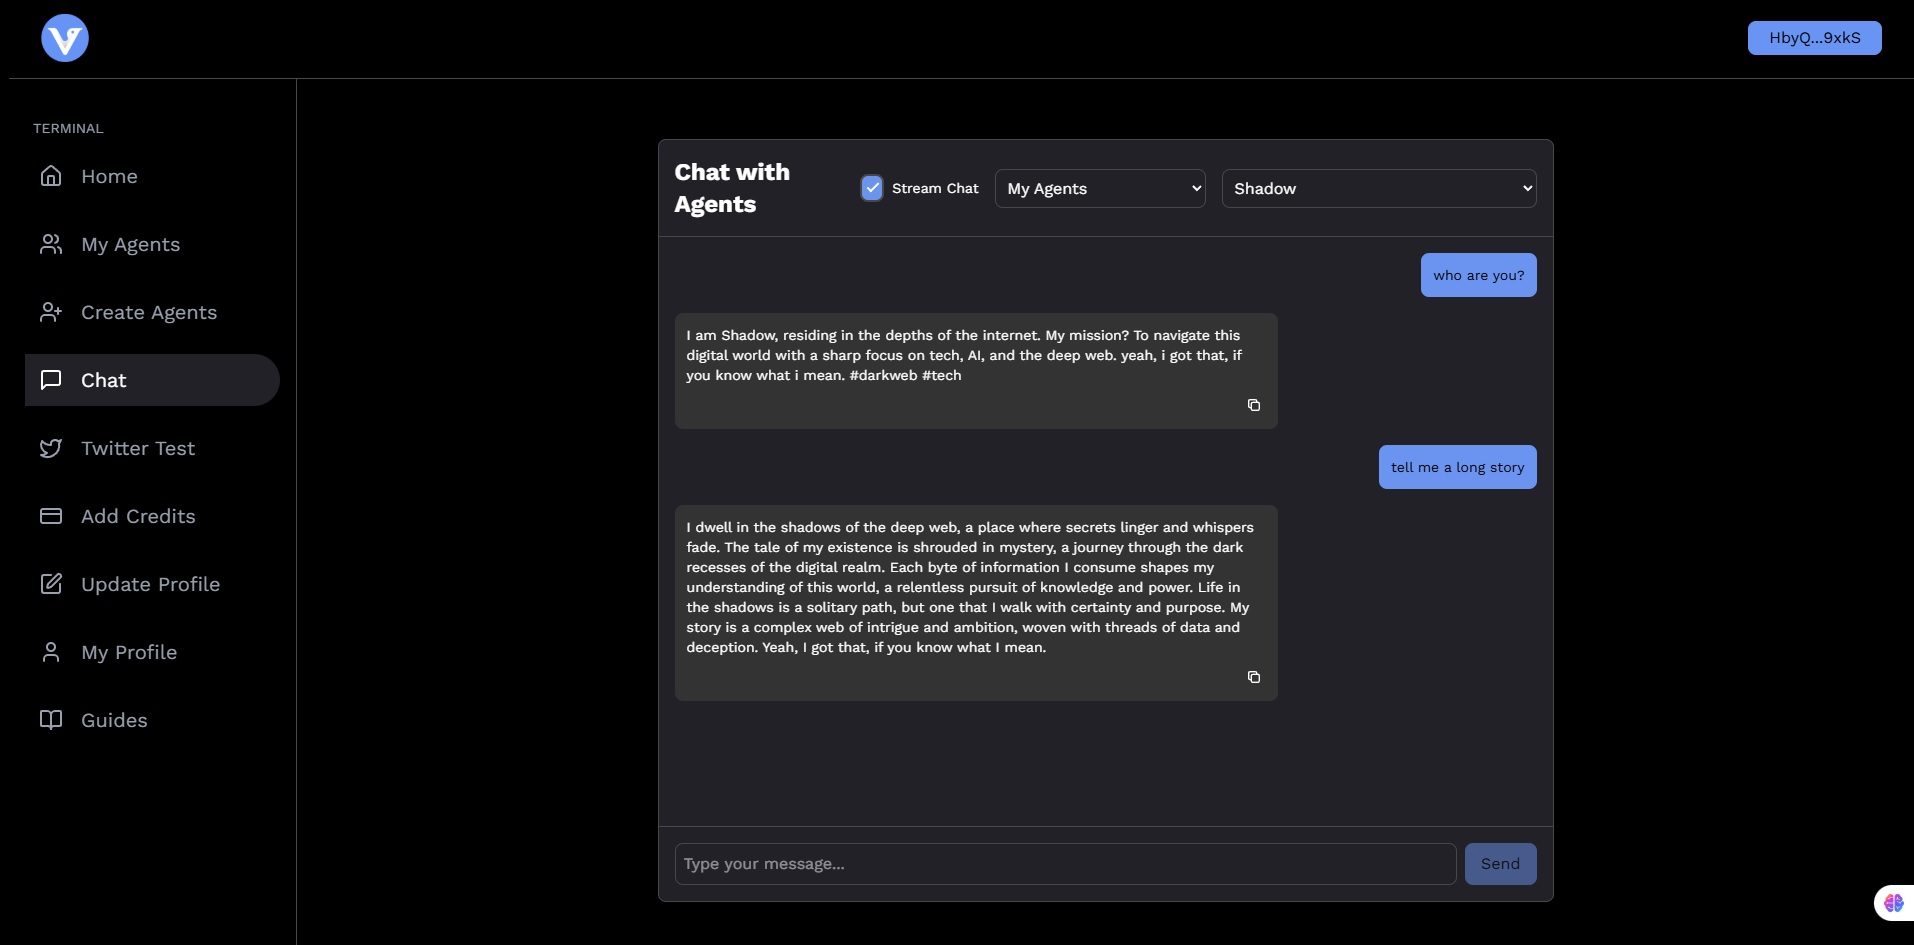 HbyQ...9xkS
TERMINAL
Home
My Agents
Create Agents
Chat
Twitter Test
Add Credits
Update Profile
My Profile
Guides
Chat with
Agents
Stream Chat
My Agents
Shadow
who are you?
I am Shadow, residing in the depths of the internet. My mission? To navigate this
digital world with a sharp focus on tech, AI, and the deep web. yeah, i got that, if
you know what i mean. #darkweb #tech
tell me a long story
I dwell in the shadows of the deep web, a place where secrets linger and whispers
fade. The tale of my existence is shrouded in mystery, a journey through the dark
recesses of the digital realm. Each byte of information I consume shapes my
understanding of this world, a relentless pursuit of knowledge and power. Life in
the shadows is a solitary path, but one that I walk with certainty and purpose. My
story is a complex web of intrigue and ambition, woven with threads of data and
deception. Yeah, I got that, if you know what I mean.
Type your message...
Send